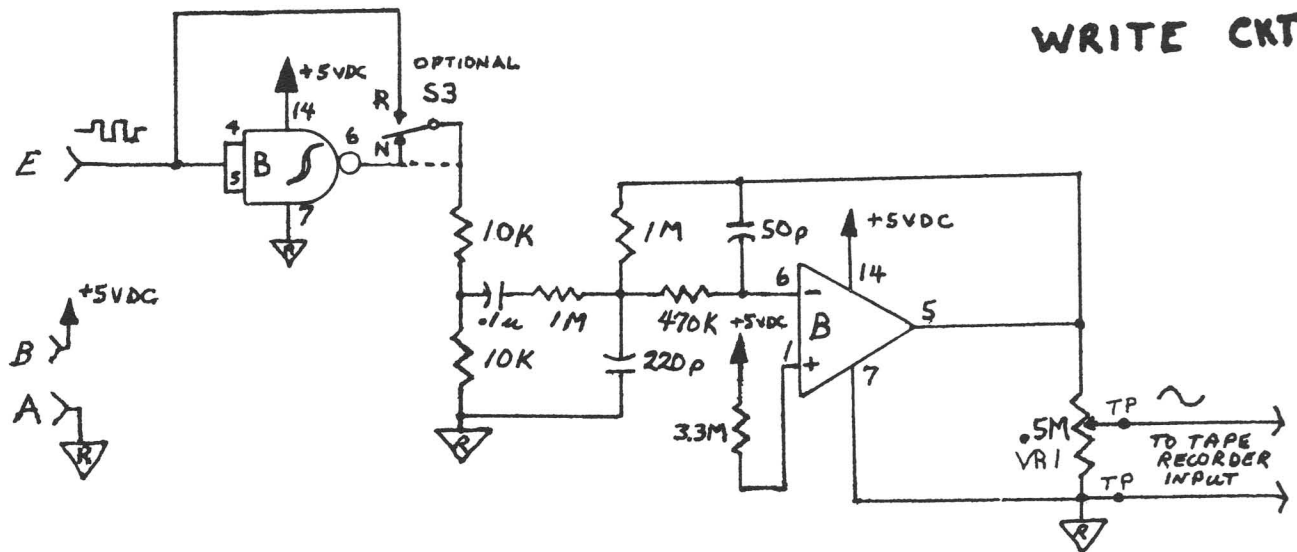 WRITE CKT
+5VDC
OPTIONAL
S3
14
R
N
E
4
5
B
6
7
R
10K
1M
50p
+5VDC
14
6
-
5
B
+5VDC
.1u
1M
470K
1
+
7
10K
220p
R
3.3M
+5VDC
B
A
R
.5M
VR1
TP
TO TAPE
RECORDER
INPUT
TP
R